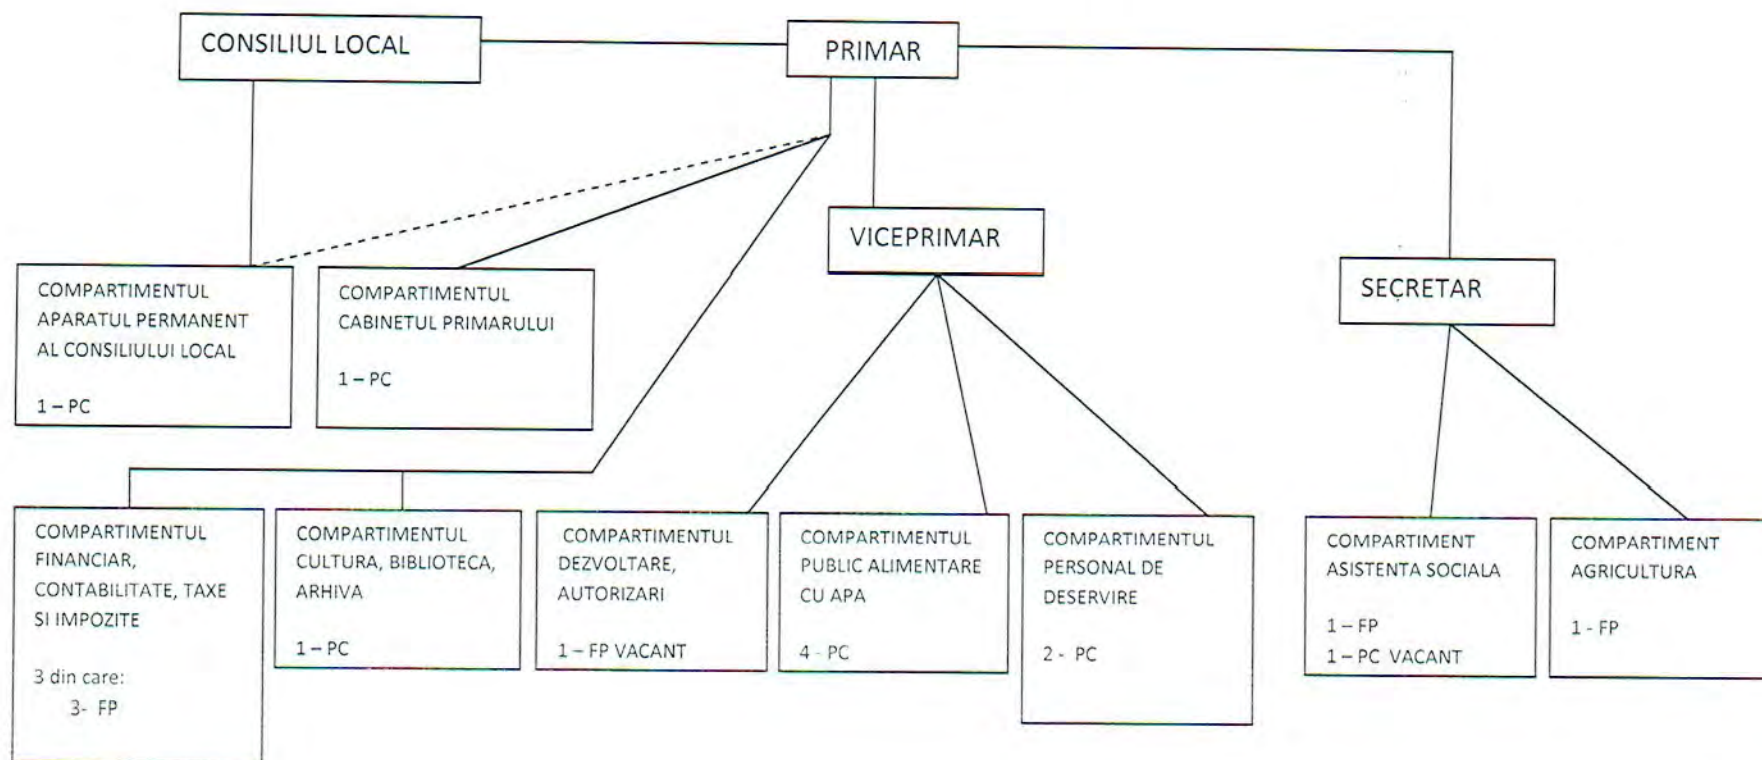 CONSILIUL LOCAL
PRIMAR
VICEPRIMAR
SECRETAR
COMPARTIMENTUL
APARATUL PERMANENT
AL CONSILIULUI LOCAL
1 – PC
COMPARTIMENTUL
CABINETUL PRIMARULUI
1 – PC
COMPARTIMENTUL
FINANCIAR,
CONTABILITATE, TAXE
SI IMPOZITE
3 din care:
3- FP
COMPARTIMENTUL
CULTURA, BIBLIOTECA,
ARHIVA
1 – PC
COMPARTIMENTUL
DEZVOLTARE,
AUTORIZARI
1 – FP VACANT
COMPARTIMENTUL
PUBLIC ALIMENTARE
CU APA
4 - PC
COMPARTIMENTUL
PERSONAL DE
DESERVIRE
2 - PC
COMPARTIMENT
ASISTENTA SOCIALA
1 – FP
1 – PC VACANT
COMPARTIMENT
AGRICULTURA
1 - FP